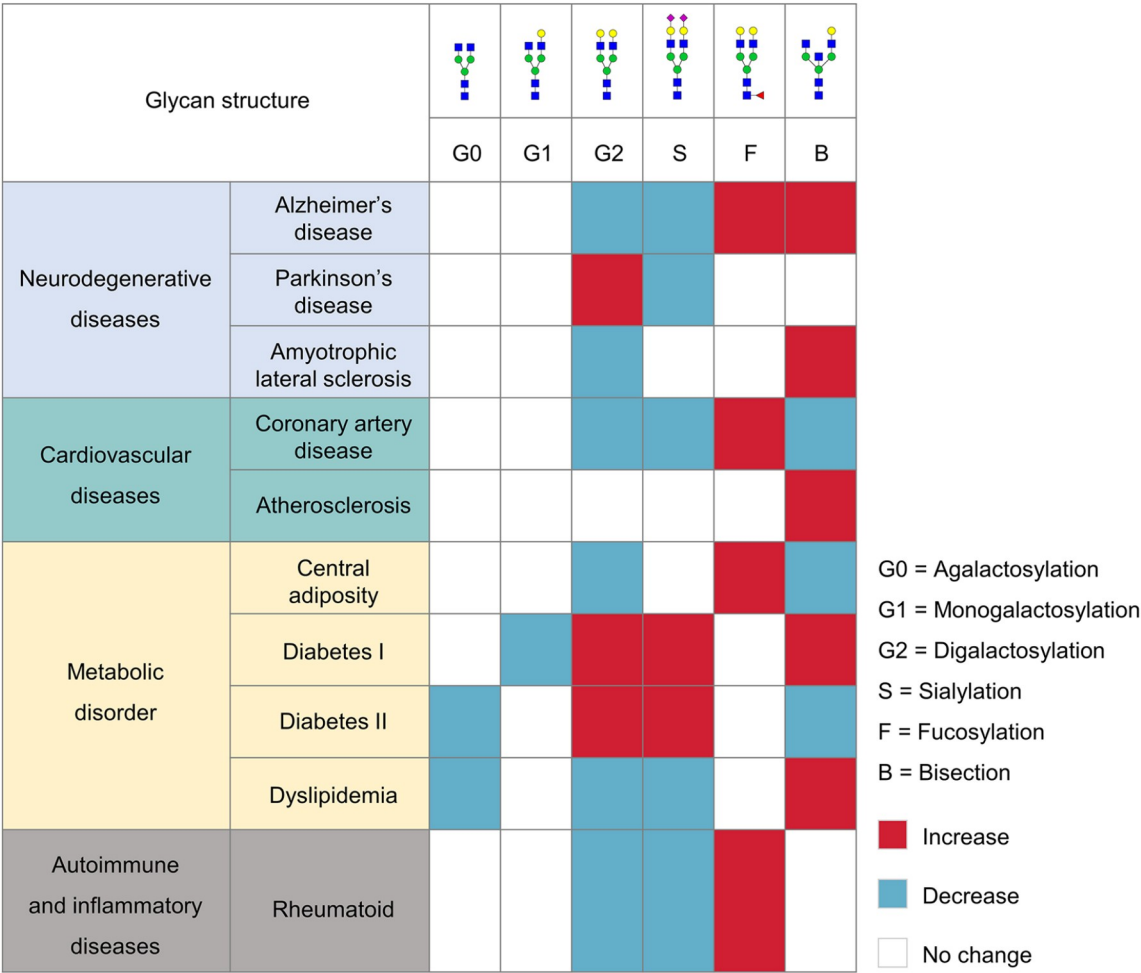 Glycan structure
G0
G1
G2
S
F
B
Neurodegenerative
diseases
Alzheimer’s
disease
Parkinson’s
disease
Amyotrophic
lateral sclerosis
Cardiovascular
diseases
Coronary artery
disease
Atherosclerosis
Metabolic
disorder
Central
adiposity
Diabetes I
Diabetes II
Dyslipidemia
Autoimmune
and inflammatory
diseases
Rheumatoid
G0 = Agalactosylation
G1 = Monogalactosylation
G2 = Digalactosylation
S = Sialylation
F = Fucosylation
B = Bisection
Increase
Decrease
No change